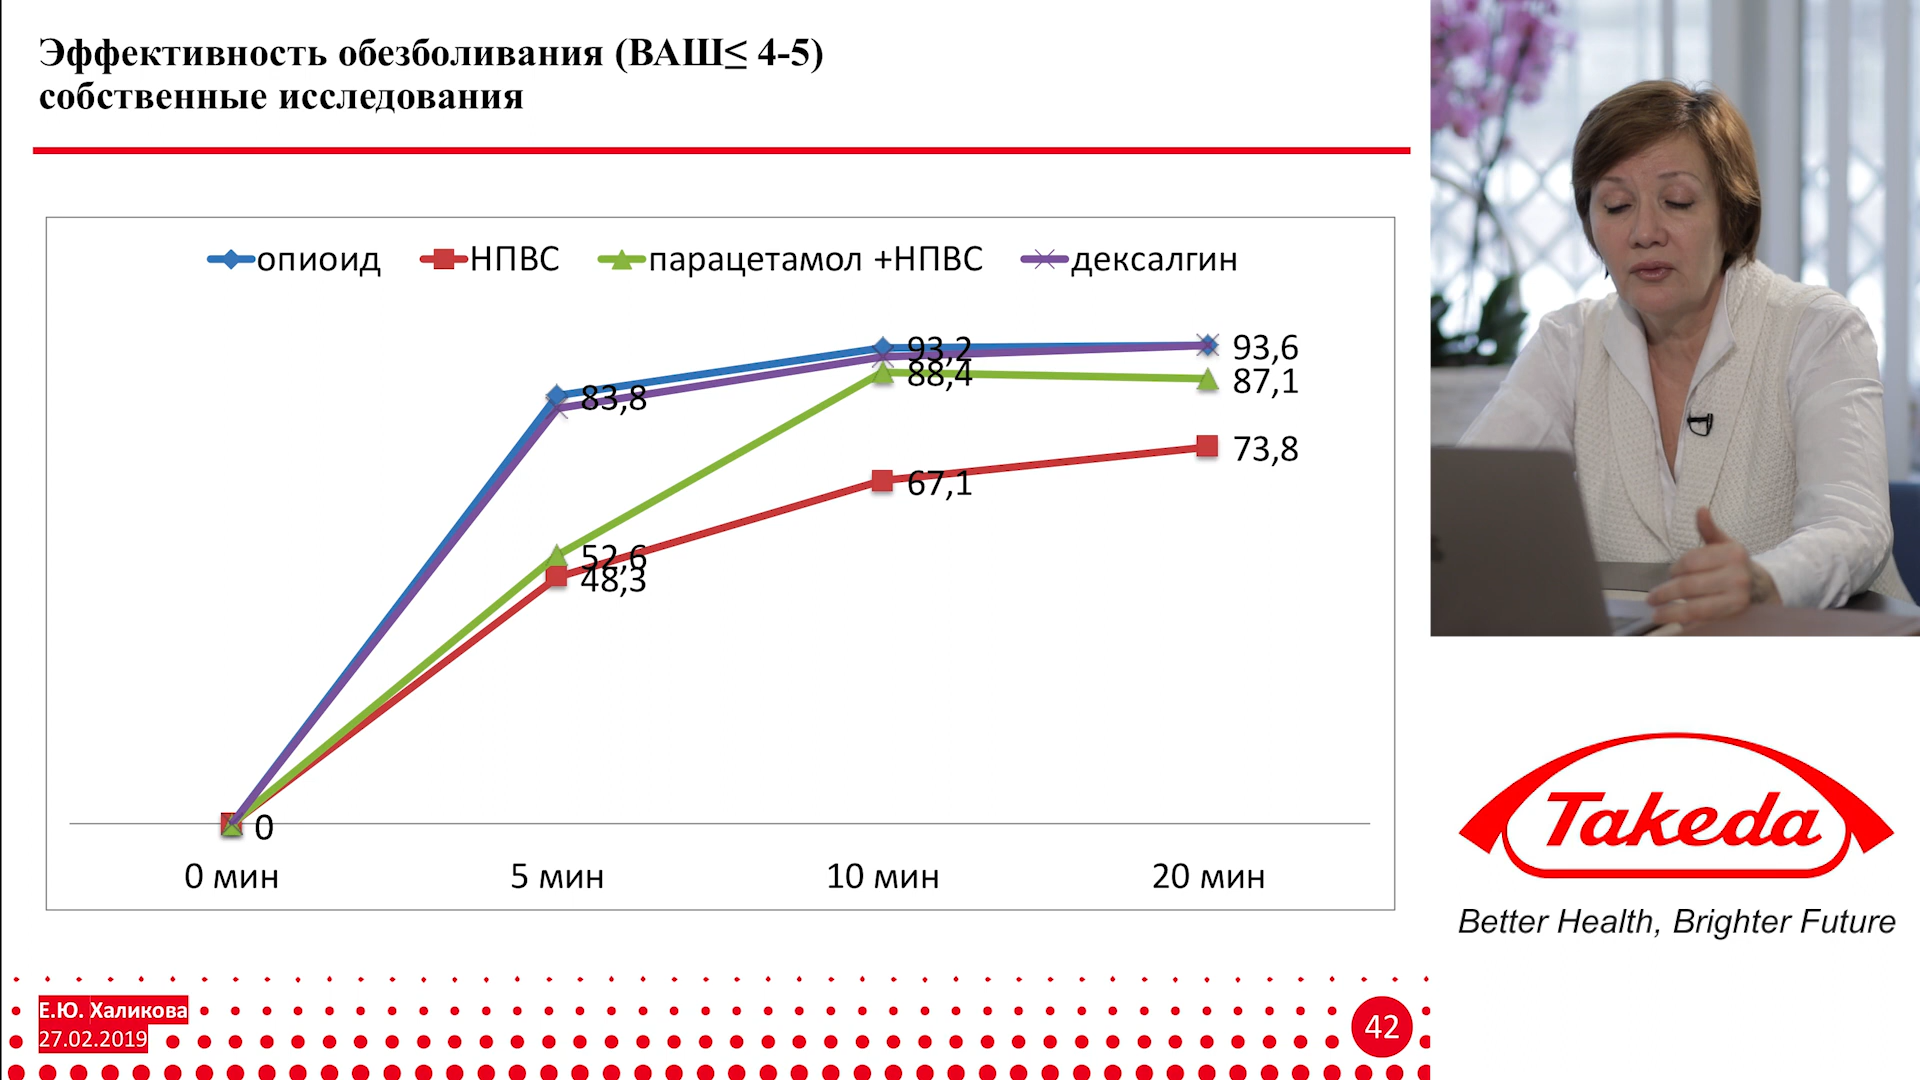 Эффективность обезболивания (ВАШ≤ 4-5)
собственные исследования
опиоид НПВС парацетамол +НПВС дексалгин
93,2
93,6
88,4
87,1
83,8
73,8
67,1
52,6
48,3
0
0 мин 5 мин 10 мин 20 мин
Takeda
Better Health, Brighter Future
Е.Ю. Халикова
27.02.2019
42